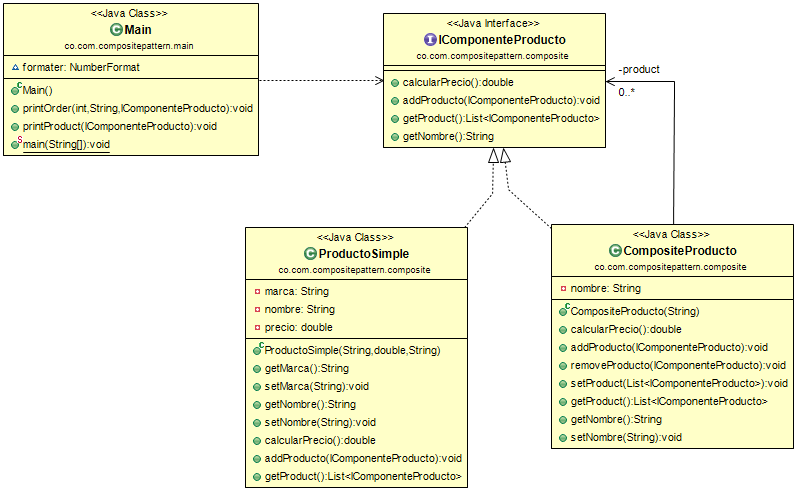 <<Java Class>>
Main
co.com.compositepattern.main
formater: NumberFormat
Main()
printOrder(int,String,IComponenteProducto):void
printProduct(IComponenteProducto):void
main(String[]):void
<<Java Interface>>
IComponenteProducto
co.com.compositepattern.composite
calcularPrecio():double
addProducto(IComponenteProducto):void
getProduct():List<IComponenteProducto>
getNombre():String
-product
0..*
<<Java Class>>
ProductoSimple
co.com.compositepattern.composite
marca: String
nombre: String
precio: double
ProductoSimple(String,double,String)
getMarca():String
setMarca(String):void
getNombre():String
setNombre(String):void
calcularPrecio():double
addProducto(IComponenteProducto):void
getProduct():List<IComponenteProducto>
<<Java Class>>
CompositeProducto
co.com.compositepattern.composite
nombre: String
CompositeProducto(String)
calcularPrecio():double
addProducto(IComponenteProducto):void
removeProducto(IComponenteProducto):void
setProduct(List<IComponenteProducto>):void
getProduct():List<IComponenteProducto>
getNombre():String
setNombre(String):void